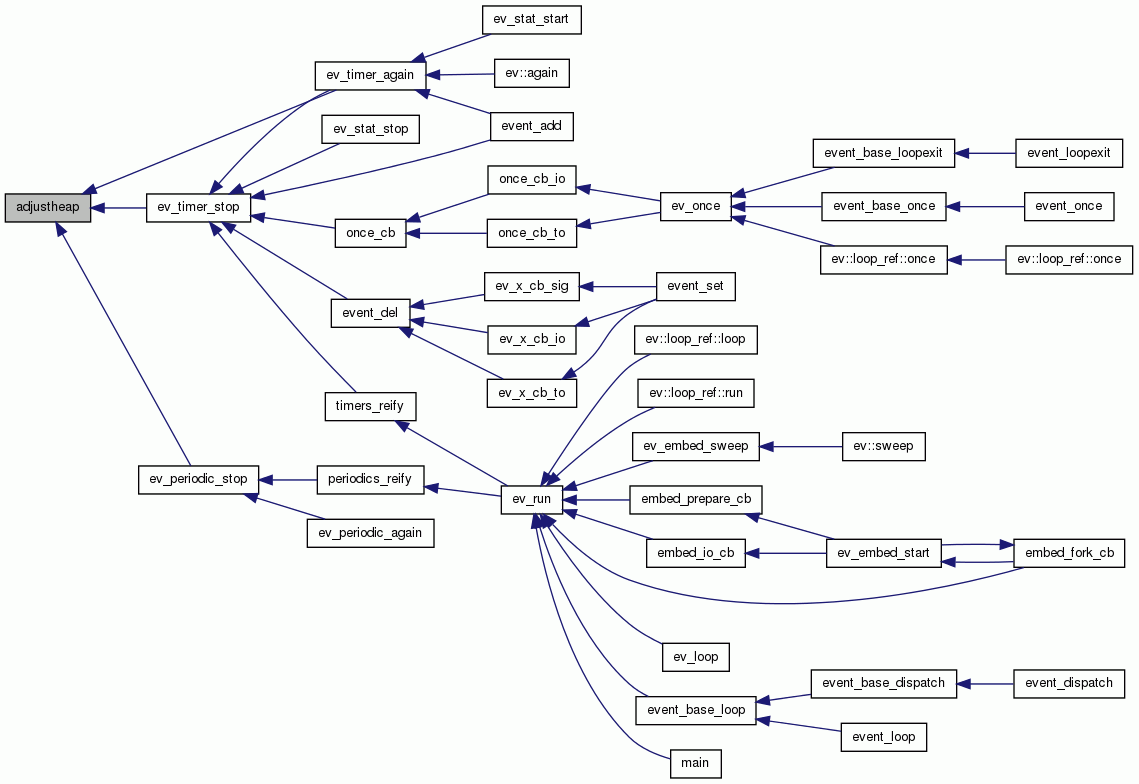 ev_stat_start
ev_timer_again
ev::again
ev_stat_stop
event_add
event_base_loopexit
event_loopexit
once_cb_io
adjustheap
ev_timer_stop
ev_once
event_base_once
event_once
once_cb
once_cb_to
ev::loop_ref::once
ev::loop_ref::once
ev_x_cb_sig
event_set
event_del
ev_x_cb_io
ev::loop_ref::loop
ev_x_cb_to
ev::loop_ref::run
timers_reify
ev_embed_sweep
ev::sweep
ev_periodic_stop
periodics_reify
ev_run
embed_prepare_cb
ev_periodic_again
embed_io_cb
ev_embed_start
embed_fork_cb
ev_loop
event_base_dispatch
event_dispatch
event_base_loop
event_loop
main